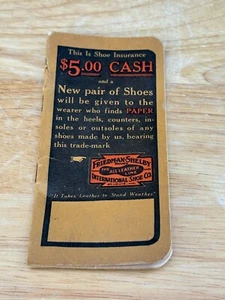 This Is Shoe Insurance
$5.00 CASH
and a
New pair of Shoes
will be given to the
wearer who finds PAPER
in the heels, counters, in-
soles or outsoles of any
shoes made by us, bearing
this trade-mark
FRIEDMAN-SHELBY
ALL LEATHER
LINE
INTERNATIONAL SHOE CO.
"It Takes Leather to Stand Weather"